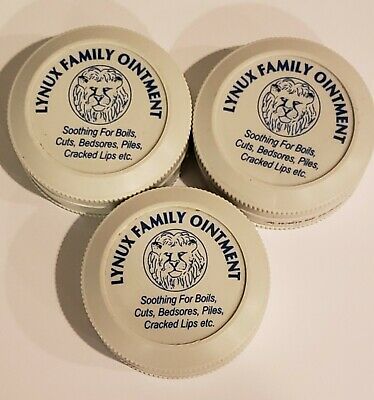 LYNUX FAMILY OINTMENT
Soothing For Boils,
Cuts, Bedsores, Piles,
Cracked Lips etc.
LYNUX FAMILY OINTMENT
Soothing For Boils,
Cuts, Bedsores, Piles,
Cracked Lips etc.
LYNUX FAMILY OINTMENT
Soothing For Boils,
Cuts, Bedsores, Piles,
Cracked Lips etc.